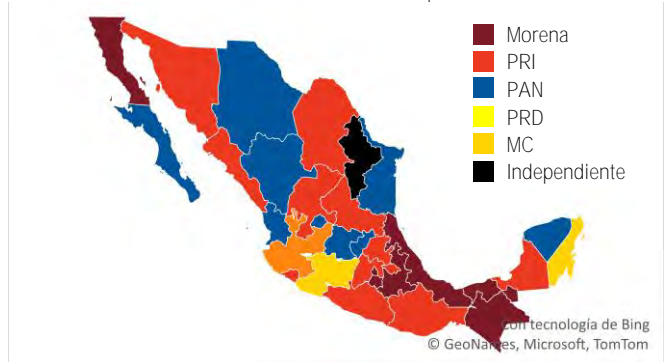 Morena
PRI
PAN
PRD
MC
Independiente
Con tecnología de Bing
© GeoNames, Microsoft, TomTom